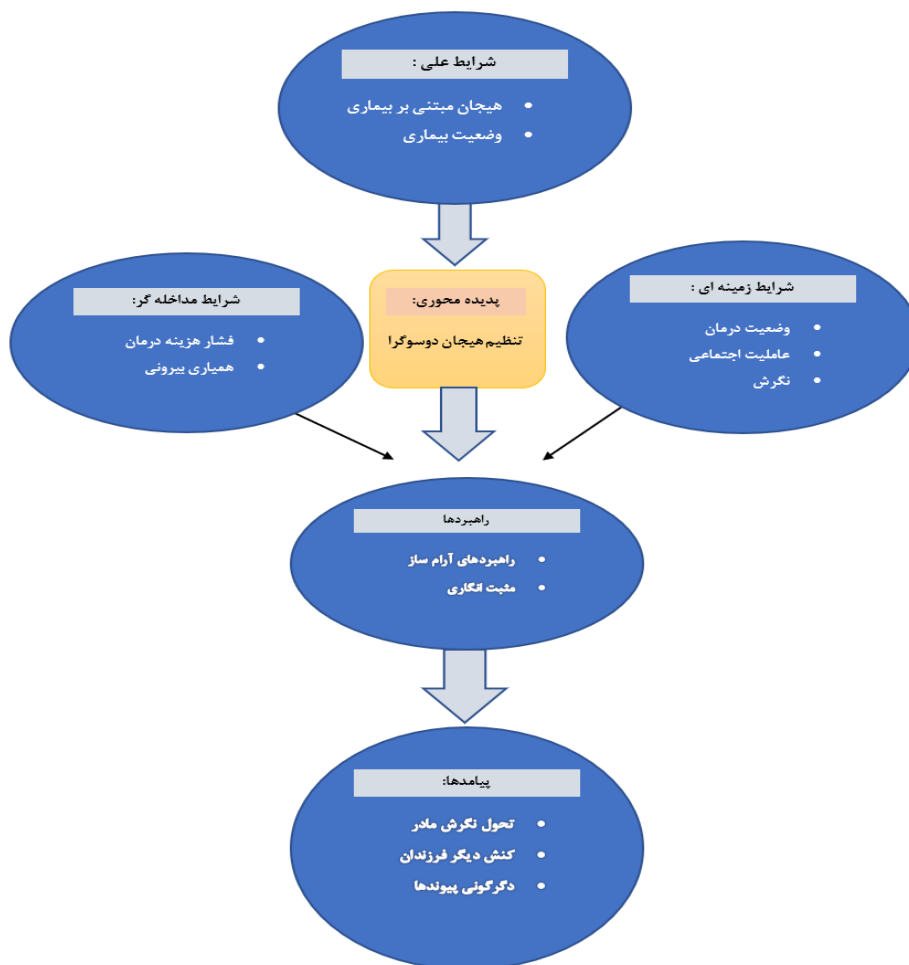 شرایط علی :
هیجان مبتنی بر بیماری
وضعیت بیماری
شرایط زمینه ای :
وضعیت درمان
عاملیت اجتماعی
نگرش
پدیده محوری:
تنظیم هیجان دوسوگرا
شرایط مداخله گر:
فشار هزینه درمان
همیاری بیرونی
راهبردها
راهبردهای آرام ساز
مثبت انگاری
پیامدها:
تحول نگرش مادر
کنش دیگر فرزندان
دگرگونی پیوندها